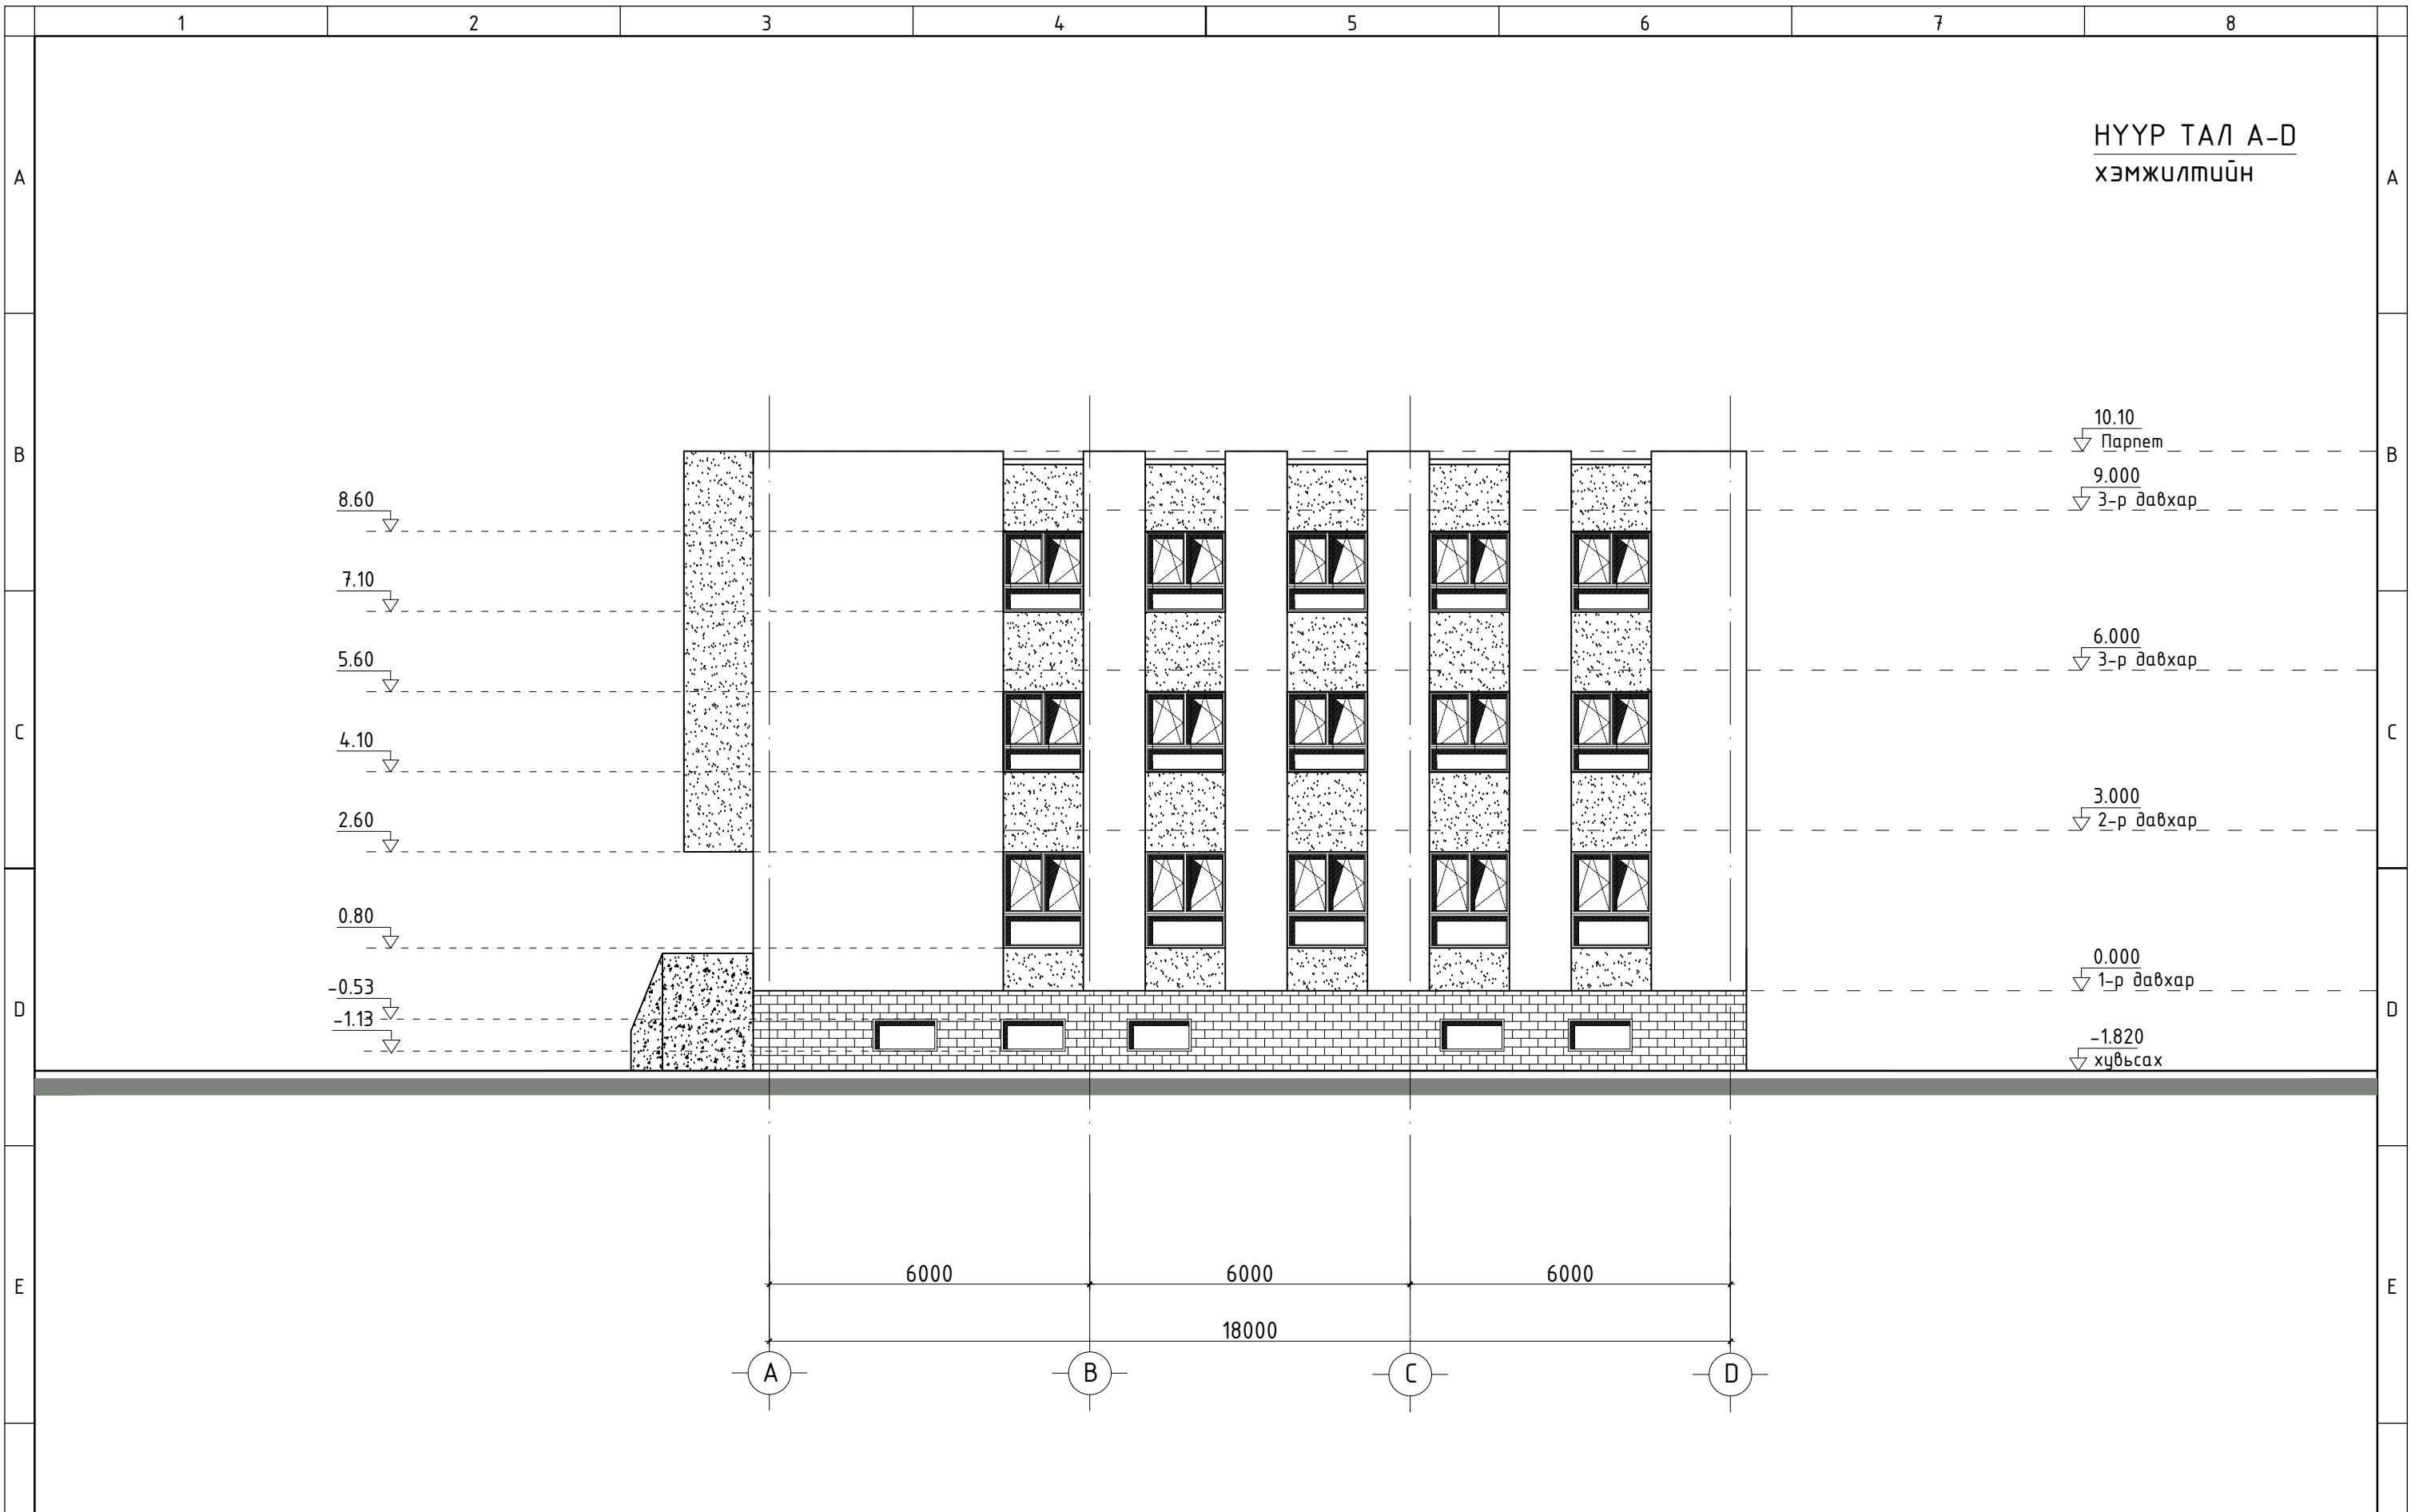 1 2 3 4 5 6 7 8
НҮҮР ТАЛ A-D
хэмжилтийн
A A
10.10
Парпет
B B
9.000
3-р давхар
8.60
7.10
6.000
3-р давхар
5.60
C C
4.10
3.000
2-р давхар
2.60
0.80
0.000
1-р давхар
-0.53
D D
-1.13
-1.820
хувьсах
6000 6000 6000
E E
18000
A B C D